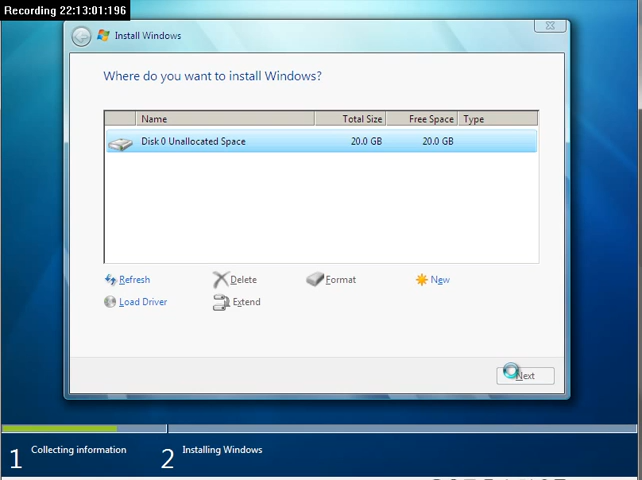 Recording 22:13:01:196
Install Windows
Where do you want to install Windows?
Name Total Size Free Space Type
Disk 0 Unallocated Space 20.0 GB 20.0 GB
Refresh Delete Format New
Load Driver Extend
Next
1 Collecting information 2 Installing Windows